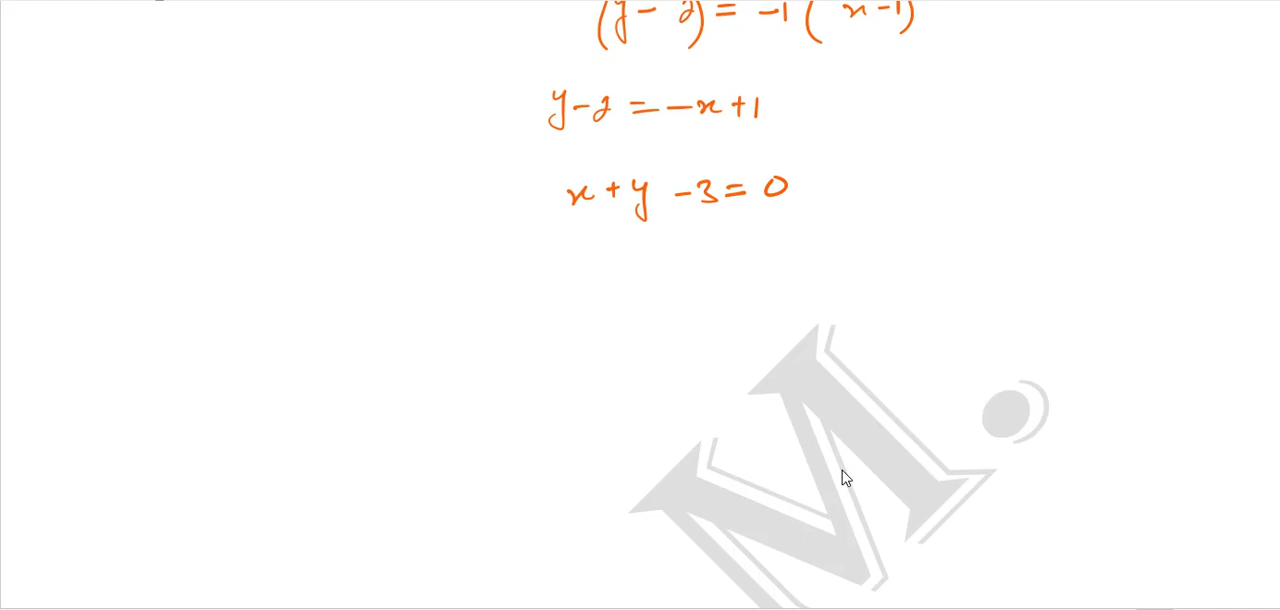 (y - 2) = -1 ( x - 1)
y - 2 = -x + 1
x + y - 3 = 0
M.